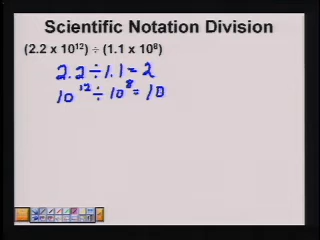 Scientific Notation Division
(2.2 x 10¹²) ÷ (1.1 x 10⁸)
2.2 ÷ 1.1 = 2
10¹² ÷ 10⁸ = 10